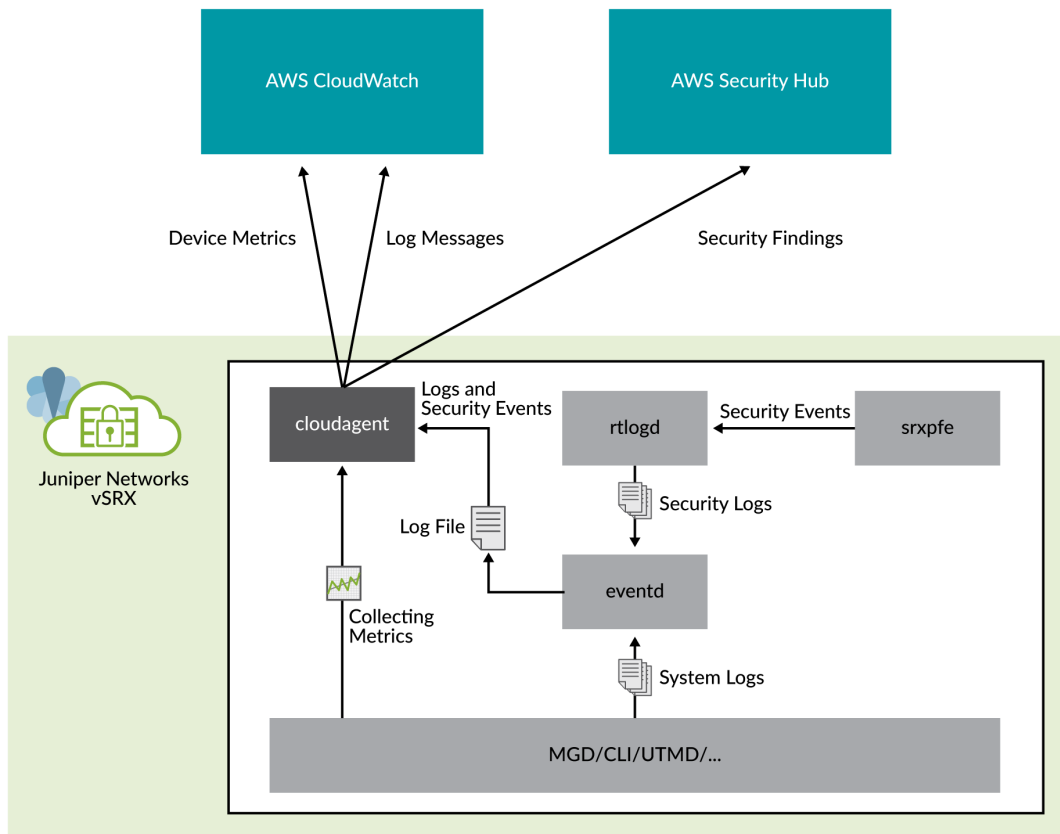 AWS CloudWatch
AWS Security Hub
Device Metrics
Log Messages
Security Findings
Juniper Networks
vSRX
cloudagent
Logs and
Security Events
rtlogd
Security Events
srxpfe
Security Logs
Log File
eventd
Collecting
Metrics
System Logs
MGD/CLI/UTMD/...